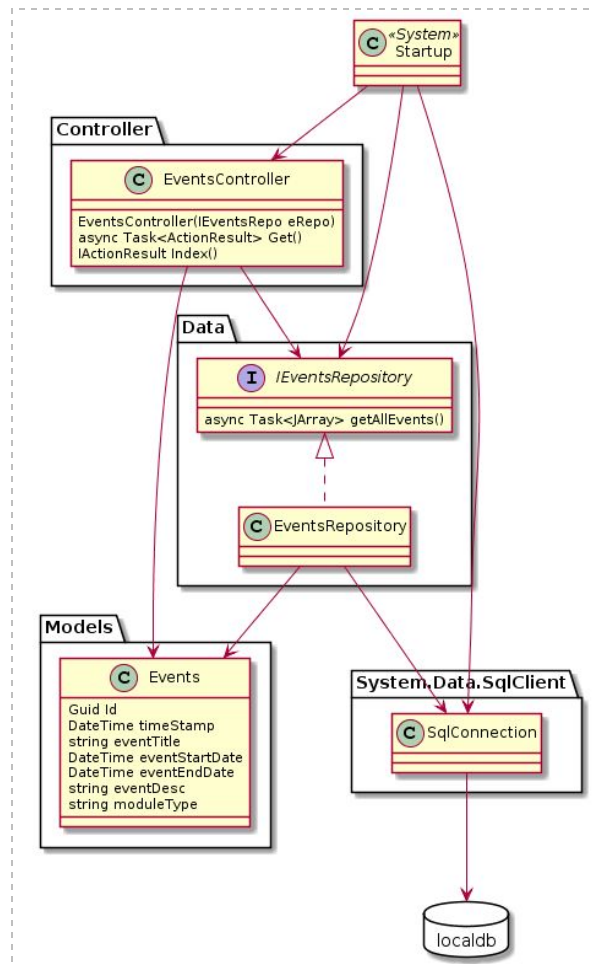 C «System»
Startup
Controller
C EventsController
EventsController(IEventsRepo eRepo)
async Task<ActionResult> Get()
IActionResult Index()
Data
I IEventsRepository
async Task<JArray> getAllEvents()
C EventsRepository
Models
C Events
Guid Id
DateTime timeStamp
string eventTitle
DateTime eventStartDate
DateTime eventEndDate
string eventDesc
string moduleType
System.Data.SqlClient
C SqlConnection
localdb